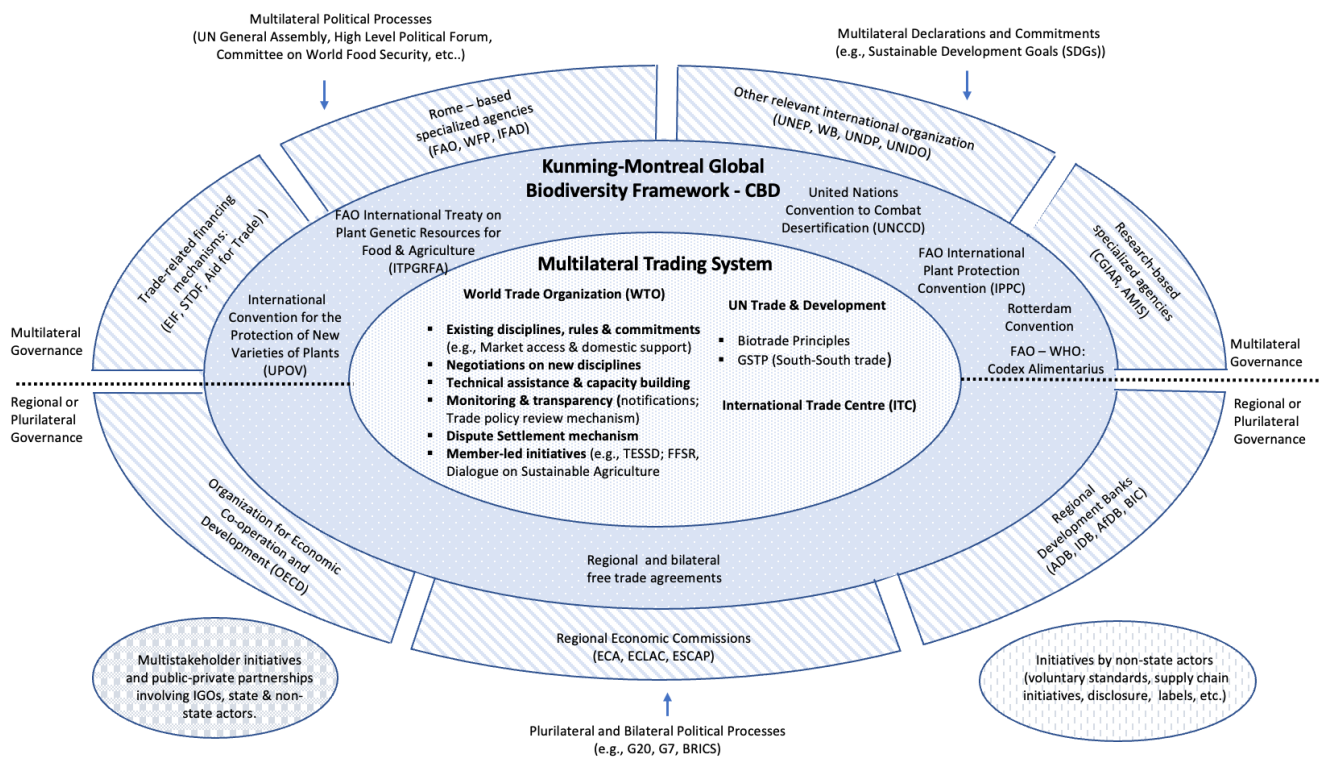 Multilateral Political Processes
(UN General Assembly, High Level Political Forum,
Committee on World Food Security, etc..)
Multilateral Declarations and Commitments
(e.g., Sustainable Development Goals (SDGs))
Rome – based
specialized agencies
(FAO, WFP, IFAD)
Other relevant international organization
(UNEP, WB, UNDP, UNIDO)
Trade-related financing
mechanisms:
(EIF, STDF, Aid for Trade) )
Research-based
specialized agencies
(CGIAR, AMIS)
Kunming-Montreal Global
Biodiversity Framework - CBD
FAO International Treaty on
Plant Genetic Resources for
Food & Agriculture
(ITPGRFA)
United Nations
Convention to Combat
Desertification (UNCCD)
FAO International
Plant Protection
Convention (IPPC)
International
Convention for the
Protection of New
Varieties of Plants
(UPOV)
Rotterdam
Convention
FAO – WHO:
Codex Alimentarius
Multilateral Trading System
World Trade Organization (WTO)
▪ Existing disciplines, rules & commitments
(e.g., Market access & domestic support)
▪ Negotiations on new disciplines
▪ Technical assistance & capacity building
▪ Monitoring & transparency (notifications;
Trade policy review mechanism)
▪ Dispute Settlement mechanism
▪ Member-led initiatives (e.g., TESSD; FFSR,
Dialogue on Sustainable Agriculture
UN Trade & Development
▪ Biotrade Principles
▪ GSTP (South-South trade)
International Trade Centre (ITC)
Multilateral
Governance
Regional or
Plurilateral
Governance
Multilateral
Governance
Regional or
Plurilateral
Governance
Organization for Economic
Co-operation and
Development (OECD)
Regional and bilateral
free trade agreements
Regional
Development Banks
(ADB, IDB, AfDB, BIC)
Regional Economic Commissions
(ECA, ECLAC, ESCAP)
Multistakeholder initiatives
and public-private partnerships
involving IGOs, state & non-
state actors.
Initiatives by non-state actors
(voluntary standards, supply chain
initiatives, disclosure, labels, etc.)
Plurilateral and Bilateral Political Processes
(e.g., G20, G7, BRICS)